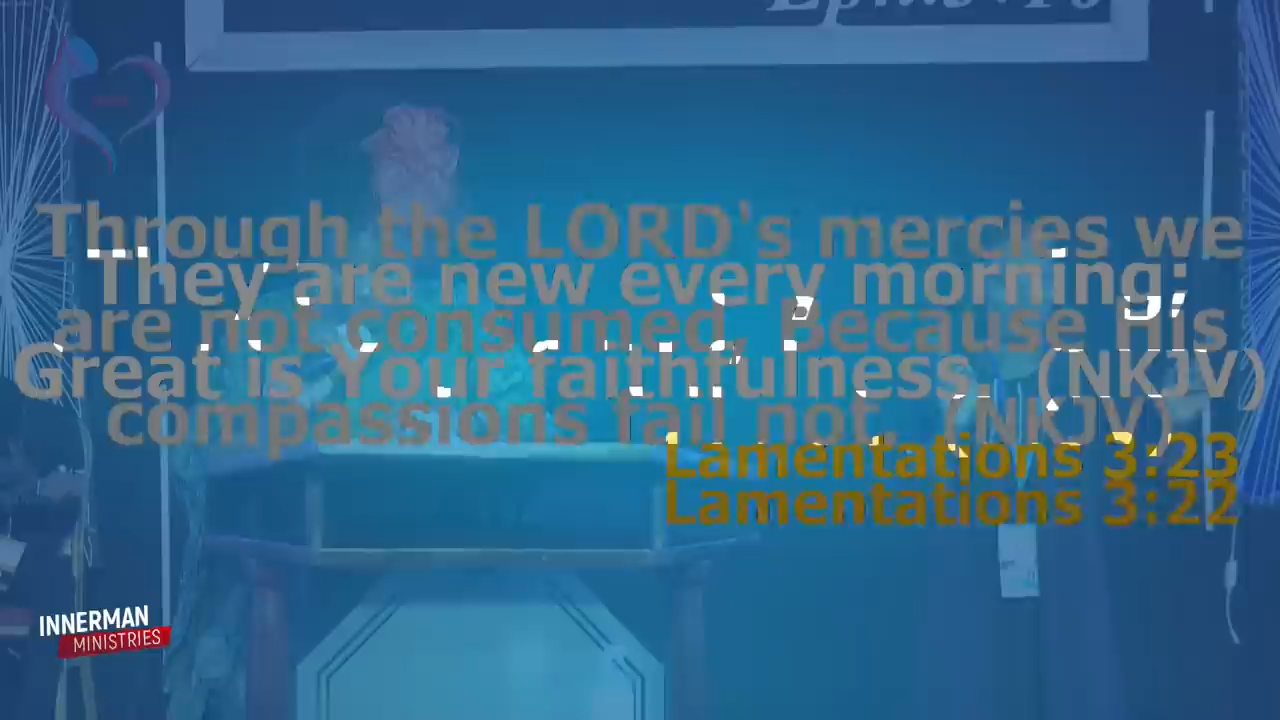 Through the LORD's mercies we
are not consumed, Because His
compassions fail not. (NKJV)
Lamentations 3:22
They are new every morning;
Great is Your faithfulness. (NKJV)
Lamentations 3:23
INNERMAN
MINISTRIES